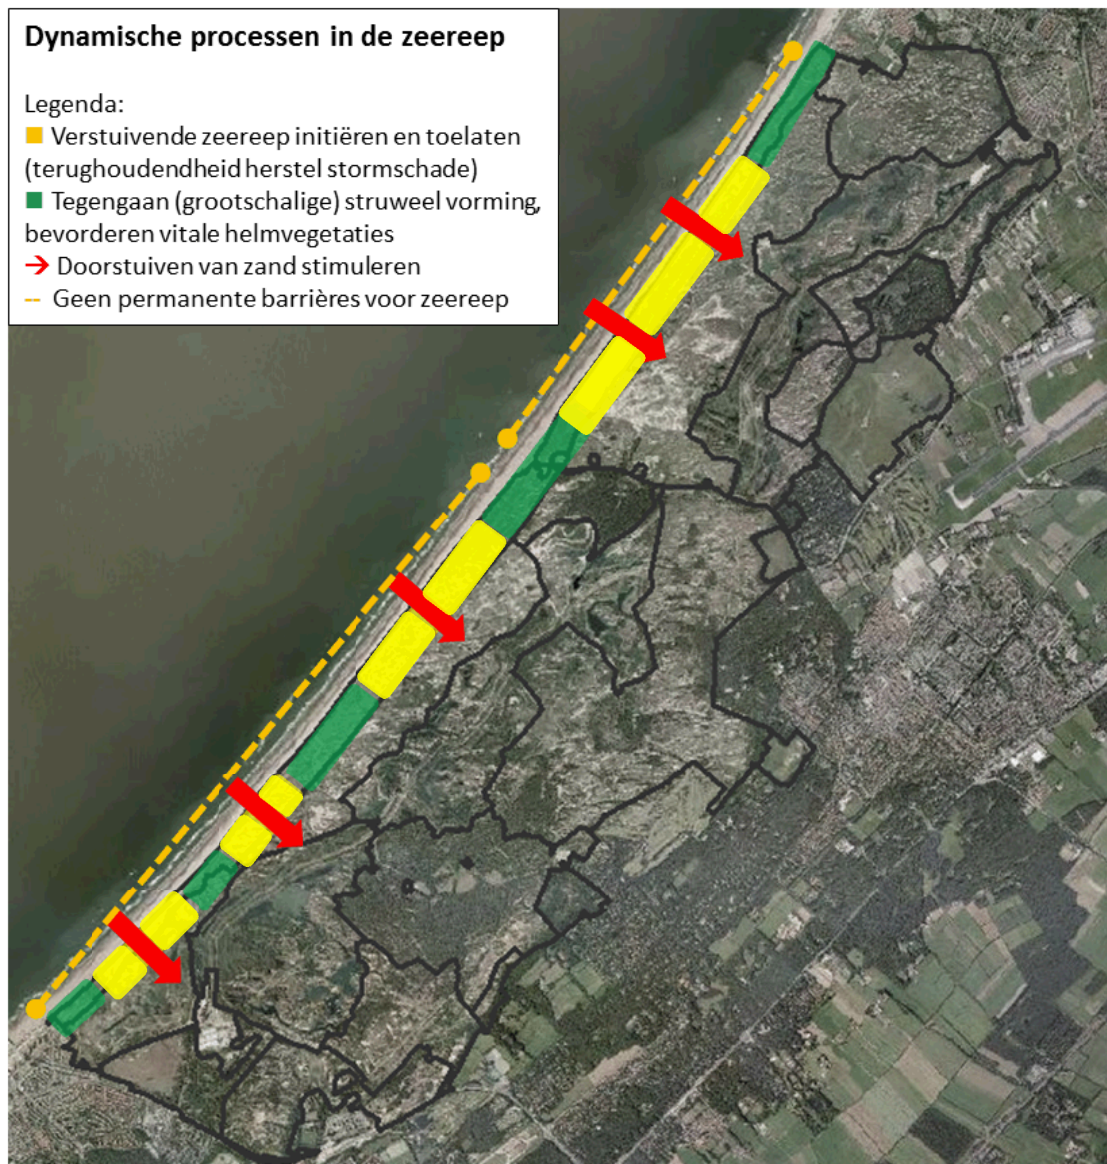 Dynamische processen in de zeereep
Legenda:
Verstuivende zeereep initiëren en toelaten
(terughoudendheid herstel stormschade)
Tegengaan (grootschalige) struweel vorming,
bevorderen vitale helmvegetaties
Doorstuiven van zand stimuleren
Geen permanente barrières voor zeereep